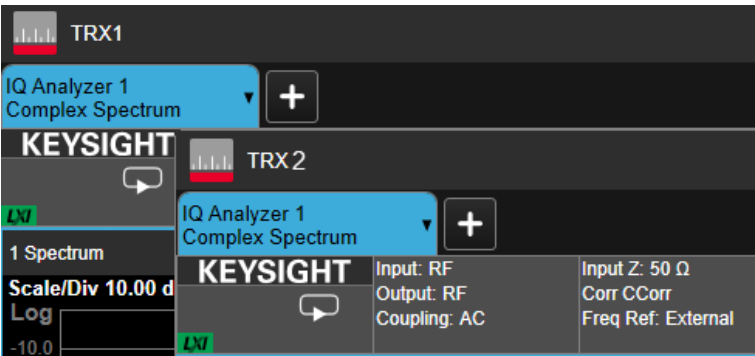 TRX1
IQ Analyzer 1
Complex Spectrum
KEYSIGHT
LXI
1 Spectrum
Scale/Div 10.00 d
Log
-10.0
TRX2
IQ Analyzer 1
Complex Spectrum
KEYSIGHT
LXI
Input: RF
Output: RF
Coupling: AC
Input Z: 50 Ω
Corr CCorr
Freq Ref: External